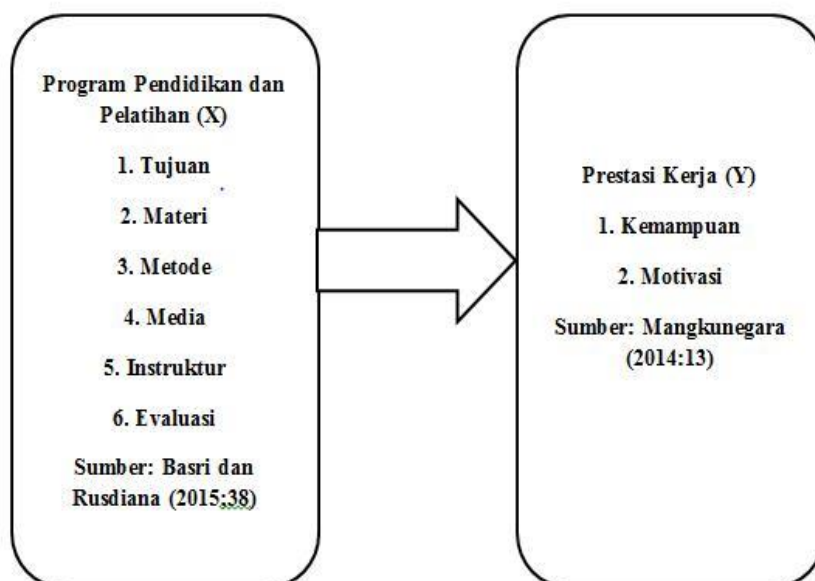 Program Pendidikan dan
Pelatihan (X)
1. Tujuan
2. Materi
3. Metode
4. Media
5. Instruktur
6. Evaluasi
Sumber: Basri dan
Rusdiana (2015;38)
Prestasi Kerja (Y)
1. Kemampuan
2. Motivasi
Sumber: Mangkunegara
(2014:13)